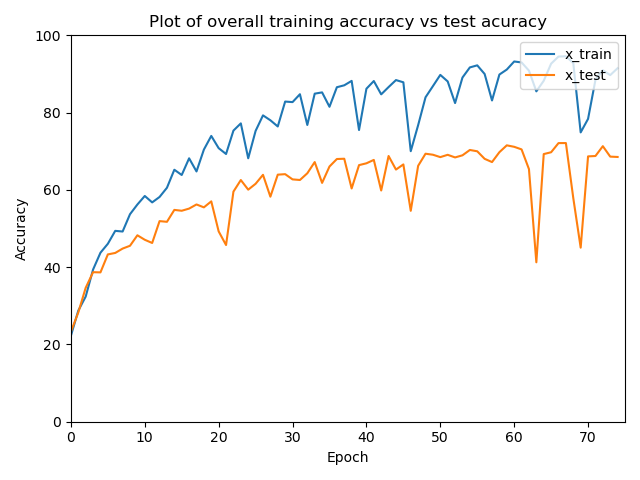 Plot of overall training accuracy vs test acuracy
100
80
60
40
20
0
Accuracy
x_train
x_test
0 10 20 30 40 50 60 70
Epoch